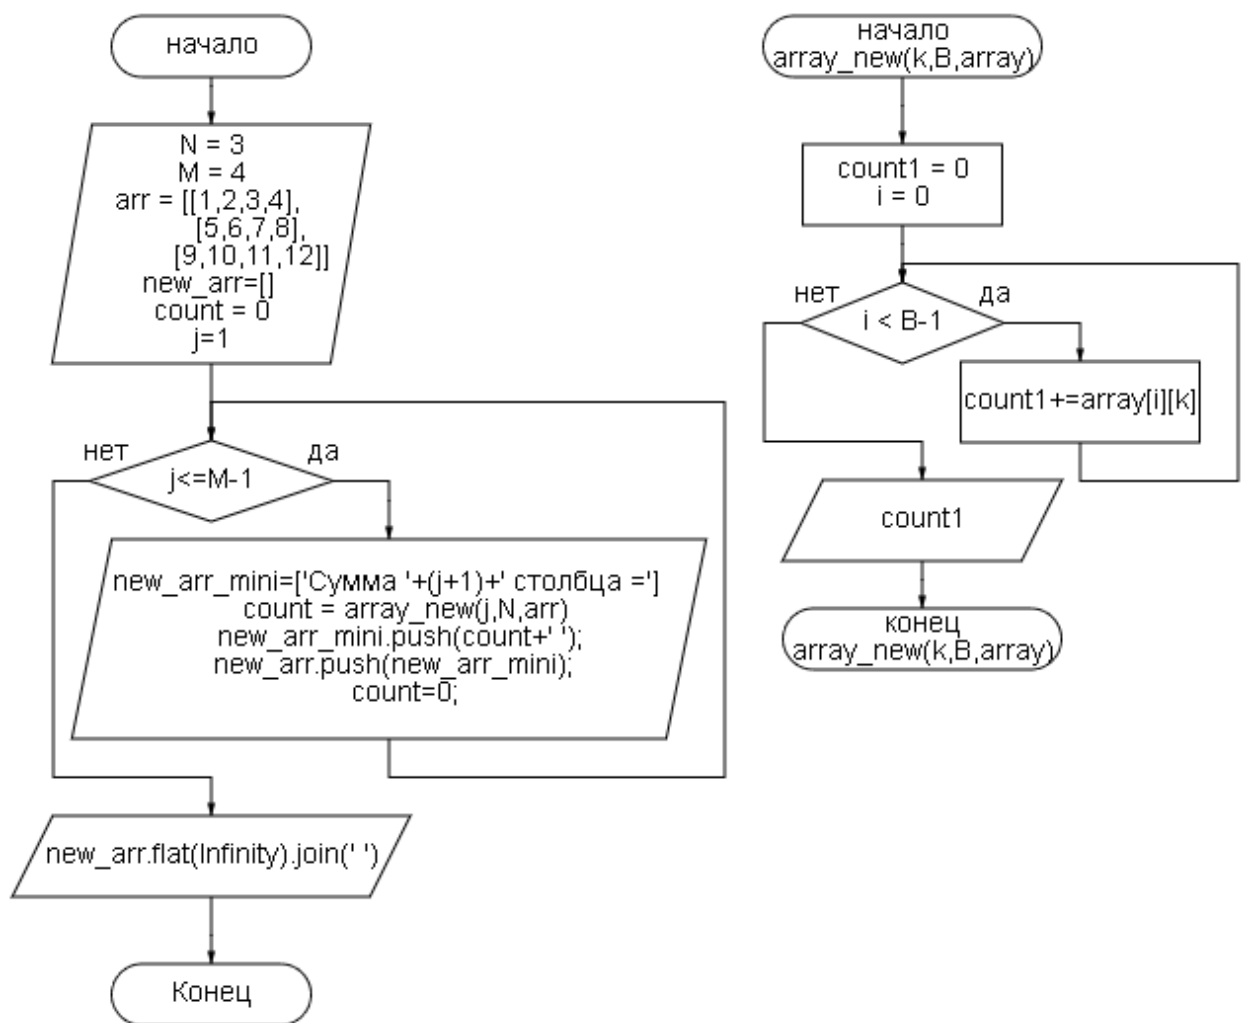 начало
N = 3
M = 4
arr = [[1,2,3,4],
[5,6,7,8],
[9,10,11,12]]
new_arr=[]
count = 0
j=1
нет
да
j<=M-1
new_arr_mini=['Сумма '+(j+1)+' столбца =']
count = array_new(j,N,arr)
new_arr_mini.push(count+' ');
new_arr.push(new_arr_mini);
count=0;
new_arr.flat(Infinity).join(' ')
Конец
начало
array_new(k,B,array)
count1 = 0
i = 0
нет
да
i < B-1
count1+=array[i][k]
count1
конец
array_new(k,B,array)